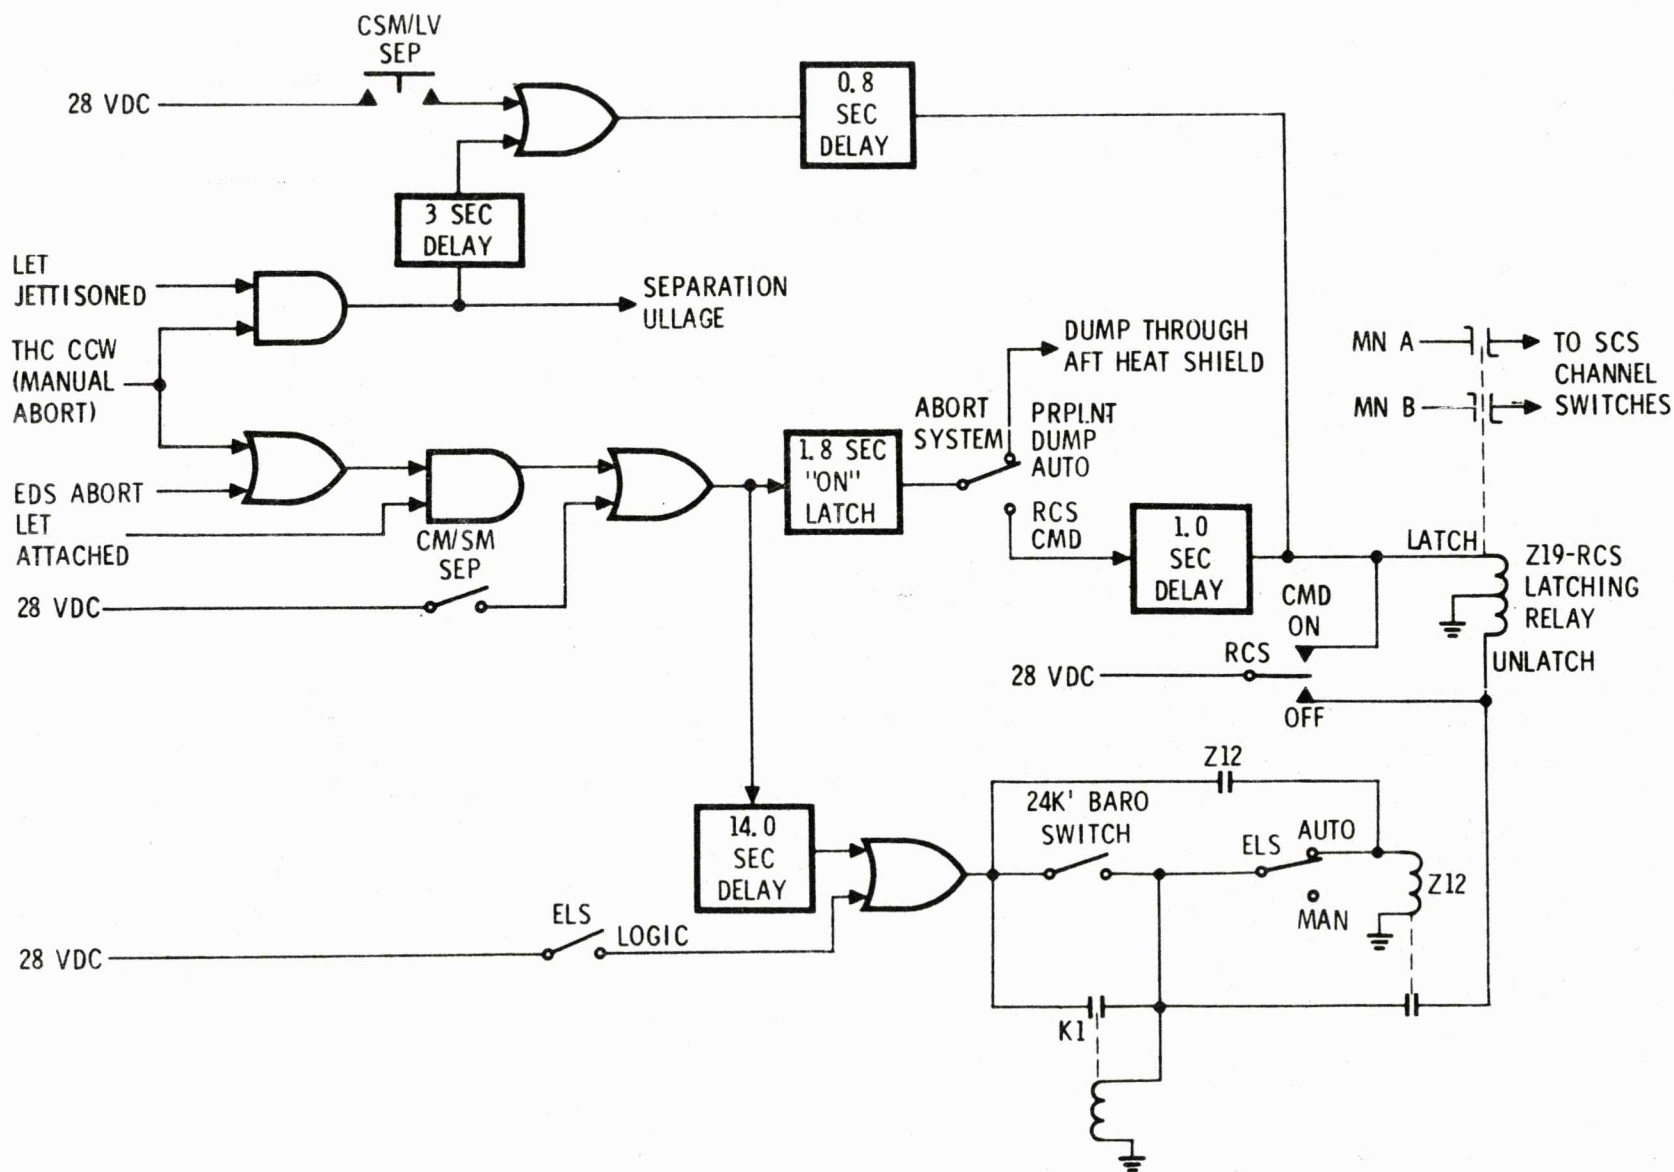 CSM/LV
SEP
28 VDC
0.8
SEC
DELAY
3 SEC
DELAY
LET
JETTISONED
SEPARATION
ULLAGE
THC CCW
(MANUAL
ABORT)
DUMP THROUGH
AFT HEAT SHIELD
MN A
TO SCS
CHANNEL
SWITCHES
MN B
ABORT
SYSTEM
PRPLNT
DUMP
AUTO
1.8 SEC
"ON"
LATCH
EDS ABORT
LET
ATTACHED
CM/SM
SEP
RCS
CMD
1.0
SEC
DELAY
LATCH
Z19-RCS
LATCHING
RELAY
28 VDC
CMD
ON
RCS
28 VDC
UNLATCH
OFF
Z12
24K' BARO
SWITCH
14.0
SEC
DELAY
ELS
AUTO
Z12
MAN
ELS
LOGIC
28 VDC
K1